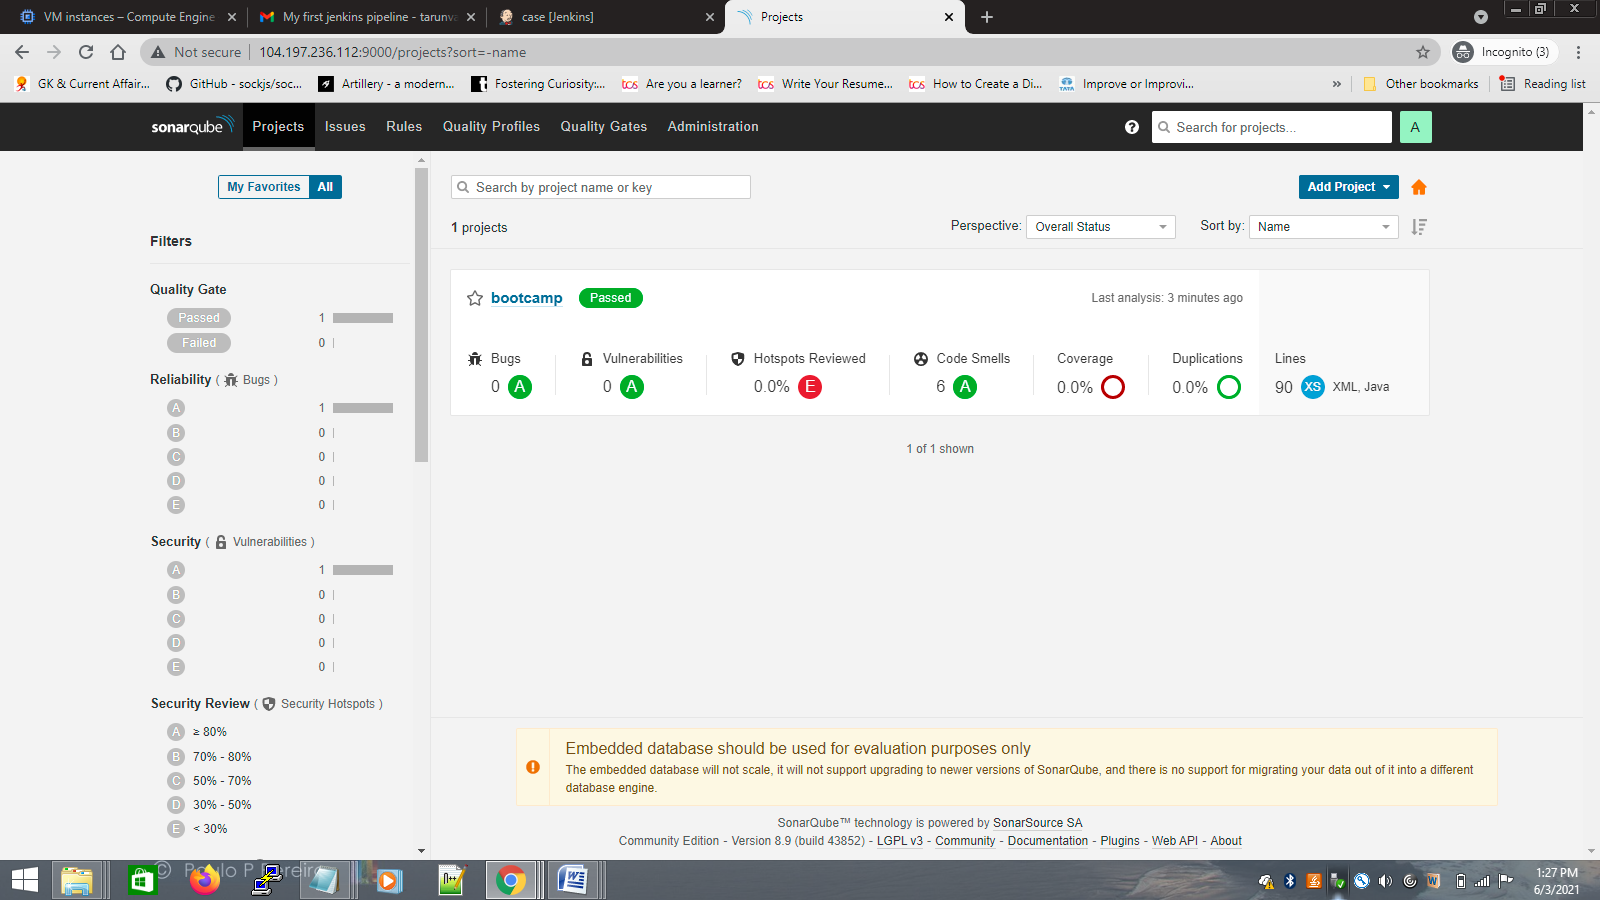 VM instances – Compute Engine
My first jenkins pipeline - tarunva
case [Jenkins]
Projects
Not secure
104.197.236.112:9000/projects?sort=-name
Incognito (3)
GK & Current Affair...
GitHub - sockjs/soc...
Artillery - a modern...
Fostering Curiosity:...
Are you a learner?
Write Your Resume...
How to Create a Di...
Improve or Improvi...
»
Other bookmarks
Reading list
sonarqube
Projects
Issues
Rules
Quality Profiles
Quality Gates
Administration
Search for projects...
A
My Favorites
All
Search by project name or key
Add Project
1 projects
Perspective:
Overall Status
Sort by:
Name
Filters
Quality Gate
Passed 1
Failed 0
Reliability ( Bugs )
A 1
B 0
C 0
D 0
E 0
Security ( Vulnerabilities )
A 1
B 0
C 0
D 0
E 0
Security Review ( Security Hotspots )
A ≥ 80%
B 70% - 80%
C 50% - 70%
D 30% - 50%
E < 30%
bootcamp
Passed
Last analysis: 3 minutes ago
Bugs
0 A
Vulnerabilities
0 A
Hotspots Reviewed
0.0% E
Code Smells
6 A
Coverage
0.0%
Duplications
0.0%
Lines
90 XS XML, Java
1 of 1 shown
Embedded database should be used for evaluation purposes only
The embedded database will not scale, it will not support upgrading to newer versions of SonarQube, and there is no support for migrating your data out of it into a different
database engine.
SonarQube™ technology is powered by SonarSource SA
Community Edition - Version 8.9 (build 43852) - LGPL v3 - Community - Documentation - Plugins - Web API - About
1:27 PM
6/3/2021